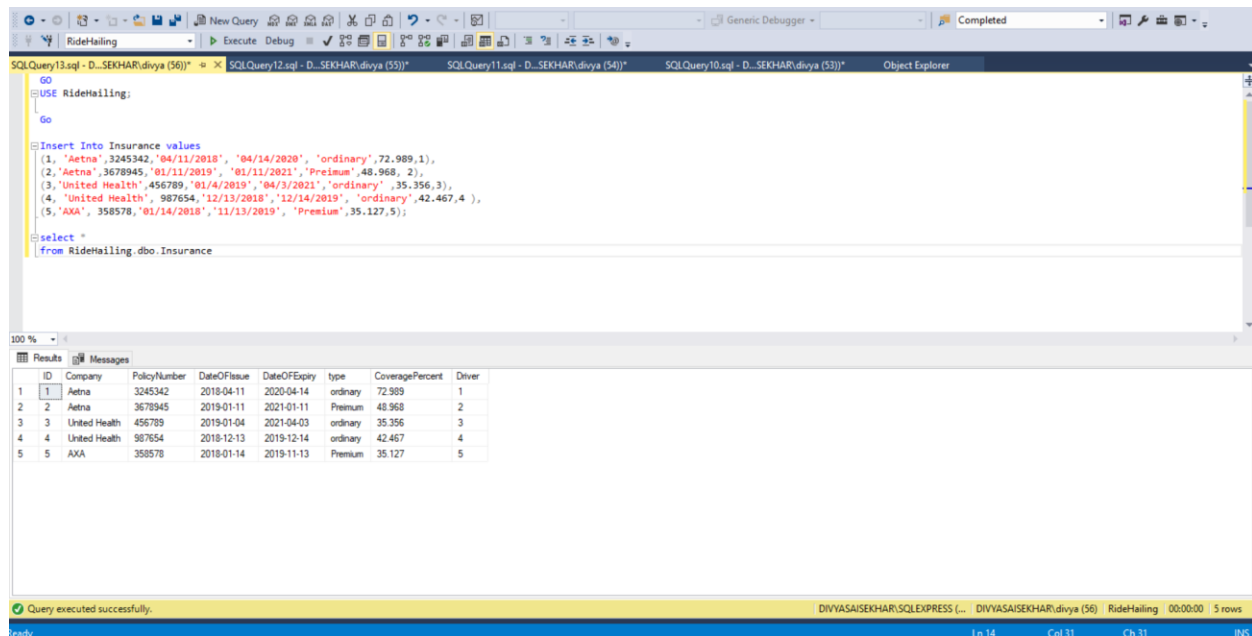 New Query Generic Debugger Completed
RideHailing Execute Debug
SQLQuery13.sql - D...SEKHAR\divya (56))* SQLQuery12.sql - D...SEKHAR\divya (55))* SQLQuery11.sql - D...SEKHAR\divya (54))* SQLQuery10.sql - D...SEKHAR\divya (53))* Object Explorer
GO
USE RideHailing;
Go
Insert Into Insurance values
(1, 'Aetna',3245342,'04/11/2018', '04/14/2020', 'ordinary',72.989,1),
(2,'Aetna',3678945,'01/11/2019', '01/11/2021','Preimum',48.968, 2),
(3,'United Health',456789,'01/4/2019','04/3/2021','ordinary' ,35.356,3),
(4, 'United Health', 987654,'12/13/2018','12/14/2019', 'ordinary',42.467,4 ),
(5,'AXA', 358578,'01/14/2018','11/13/2019', 'Premium',35.127,5);
select *
from RideHailing.dbo.Insurance
100 %
Results Messages
ID Company PolicyNumber DateOFIssue DateOFExpiry type CoveragePercent Driver
1 1 Aetna 3245342 2018-04-11 2020-04-14 ordinary 72.989 1
2 2 Aetna 3678945 2019-01-11 2021-01-11 Preimum 48.968 2
3 3 United Health 456789 2019-01-04 2021-04-03 ordinary 35.356 3
4 4 United Health 987654 2018-12-13 2019-12-14 ordinary 42.467 4
5 5 AXA 358578 2018-01-14 2019-11-13 Premium 35.127 5
Query executed successfully. DIVYASAISEKHAR\SQLEXPRESS (... DIVYASAISEKHAR\divya (56) RideHailing 00:00:00 5 rows
Ready Ln 14 Col 31 Ch 31 INS